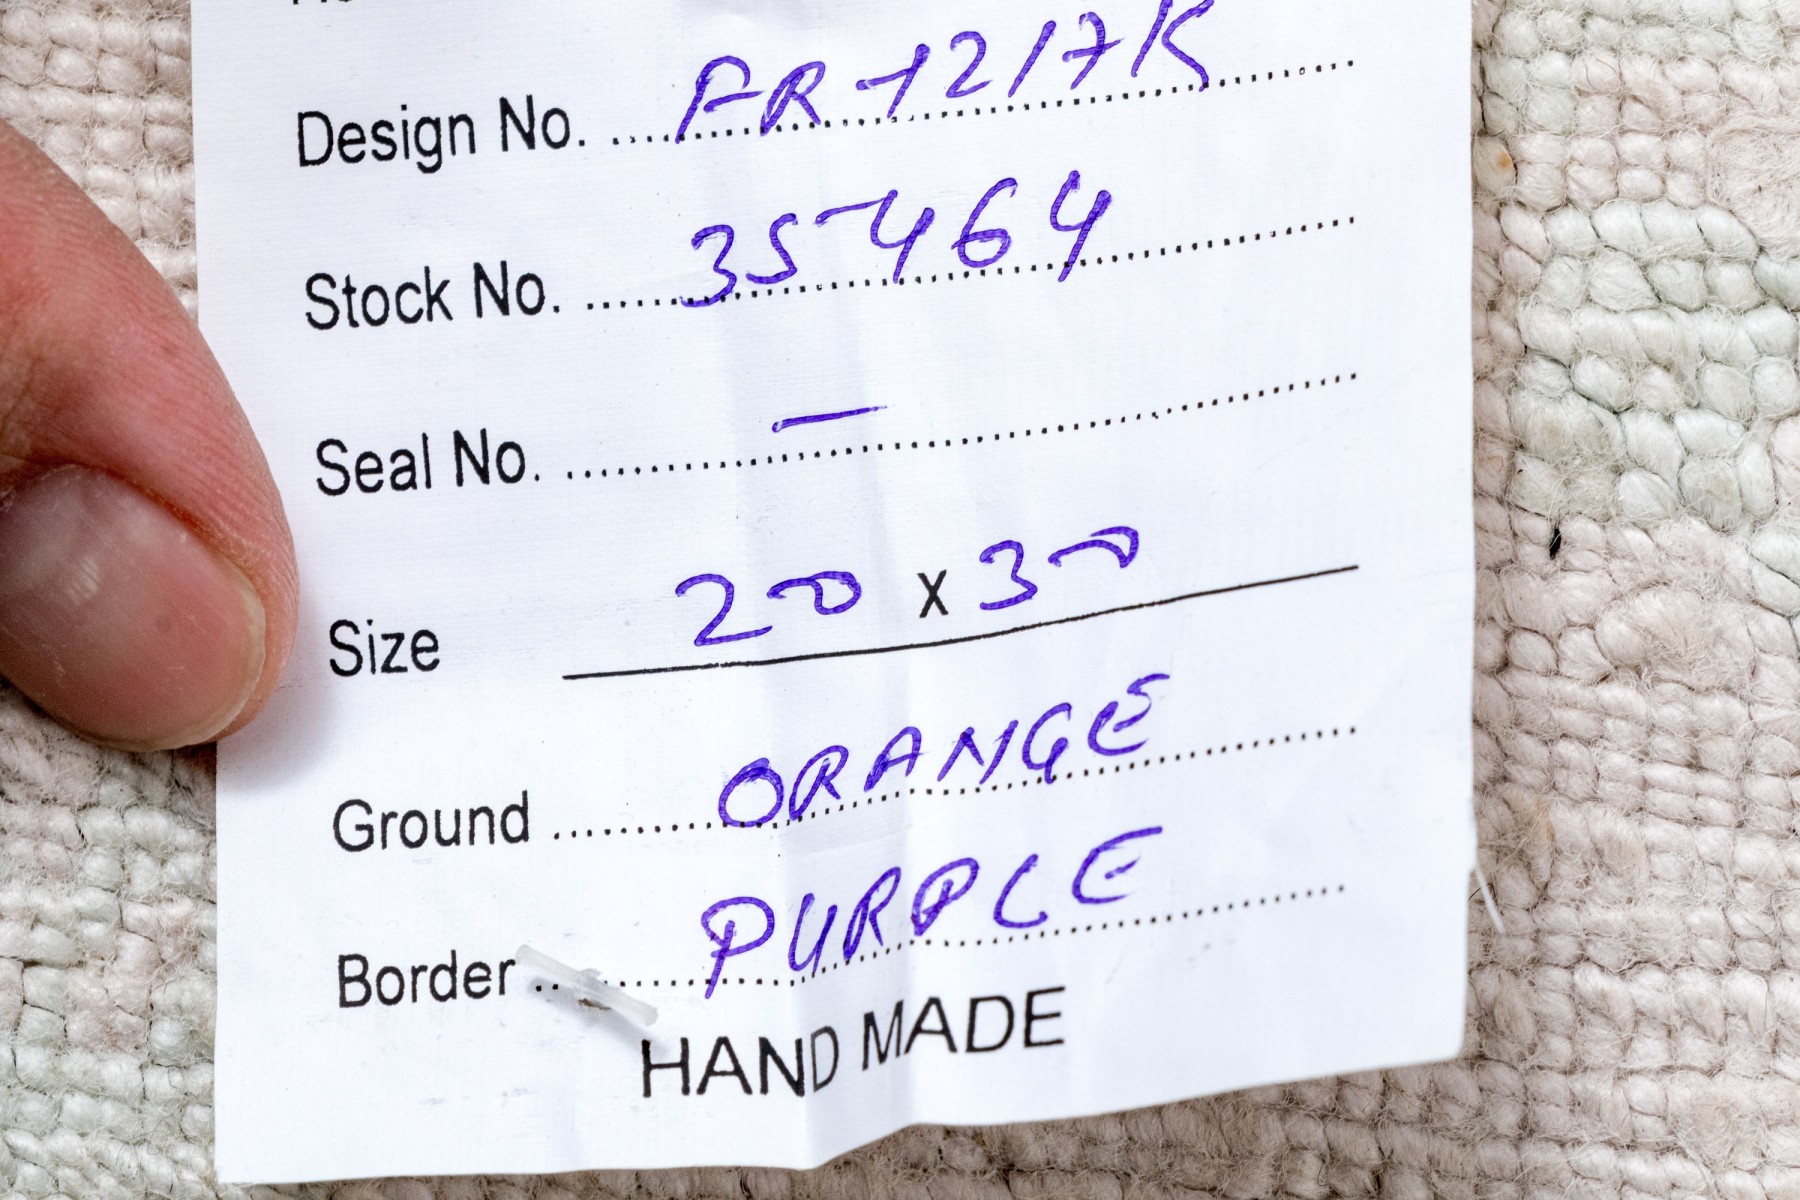 Design No. AR-1217K
Stock No. 35464
Seal No. —
Size 20 x 30
Ground ORANGE
Border PURPLE
HAND MADE